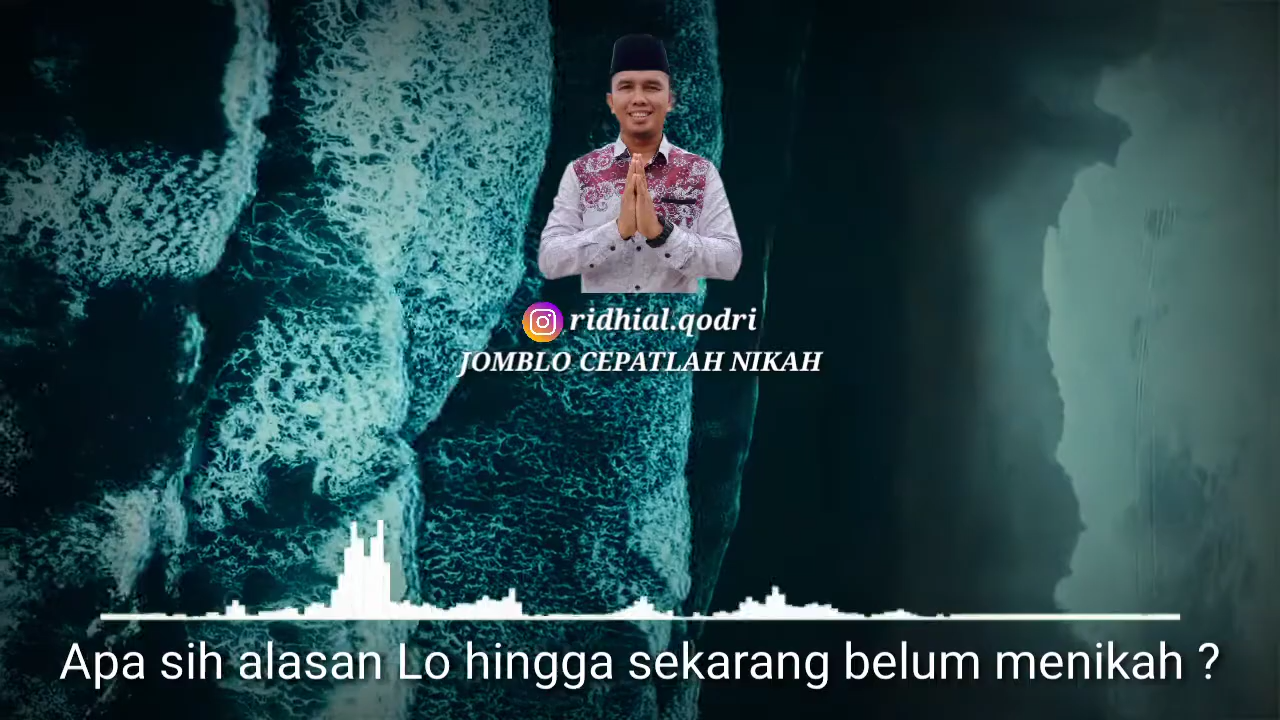 ridhial.qodri
JOMBLO CEPATLAH NIKAH
Apa sih alasan Lo hingga sekarang belum menikah ?